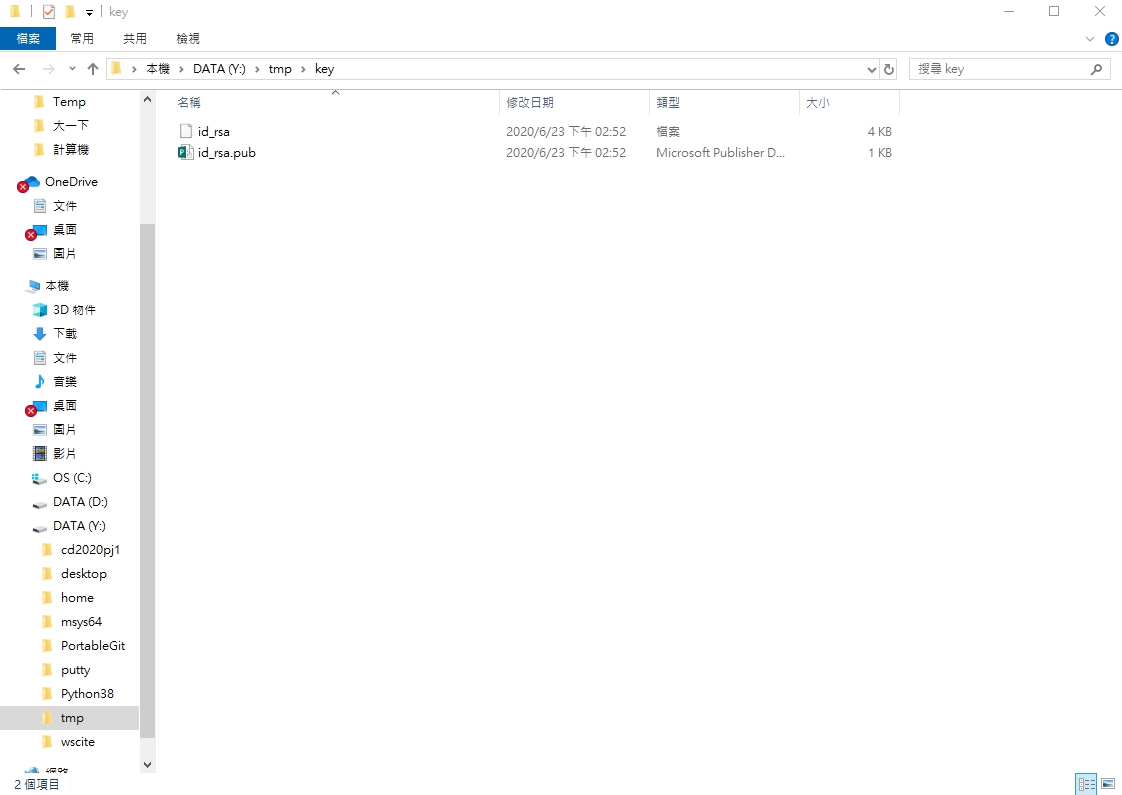 key
檔案 常用 共用 檢視
本機 DATA (Y:) tmp key
搜尋 key
名稱 修改日期 類型 大小
id_rsa 2020/6/23 下午 02:52 檔案 4 KB
id_rsa.pub 2020/6/23 下午 02:52 Microsoft Publisher D... 1 KB
Temp
大一下
計算機
OneDrive
文件
桌面
圖片
本機
3D 物件
下載
文件
音樂
桌面
圖片
影片
OS (C:)
DATA (D:)
DATA (Y:)
cd2020pj1
desktop
home
msys64
PortableGit
putty
Python38
tmp
wscite
網路
2 個項目